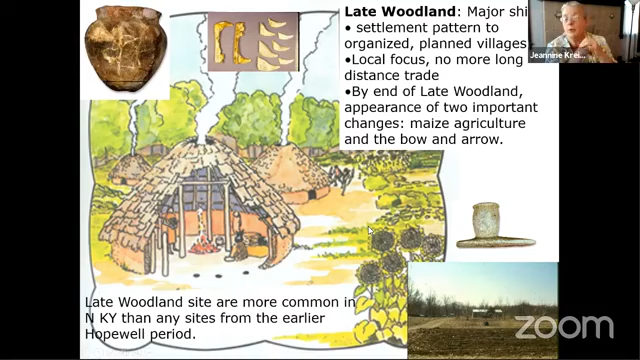 Late Woodland: Major shi
• settlement pattern to
organized, planned villages
•Local focus, no more long
distance trade
•By end of Late Woodland,
appearance of two important
changes: maize agriculture
and the bow and arrow.
Jeannine Krei...
Late Woodland site are more common in
N KY than any sites from the earlier
Hopewell period.
zoom